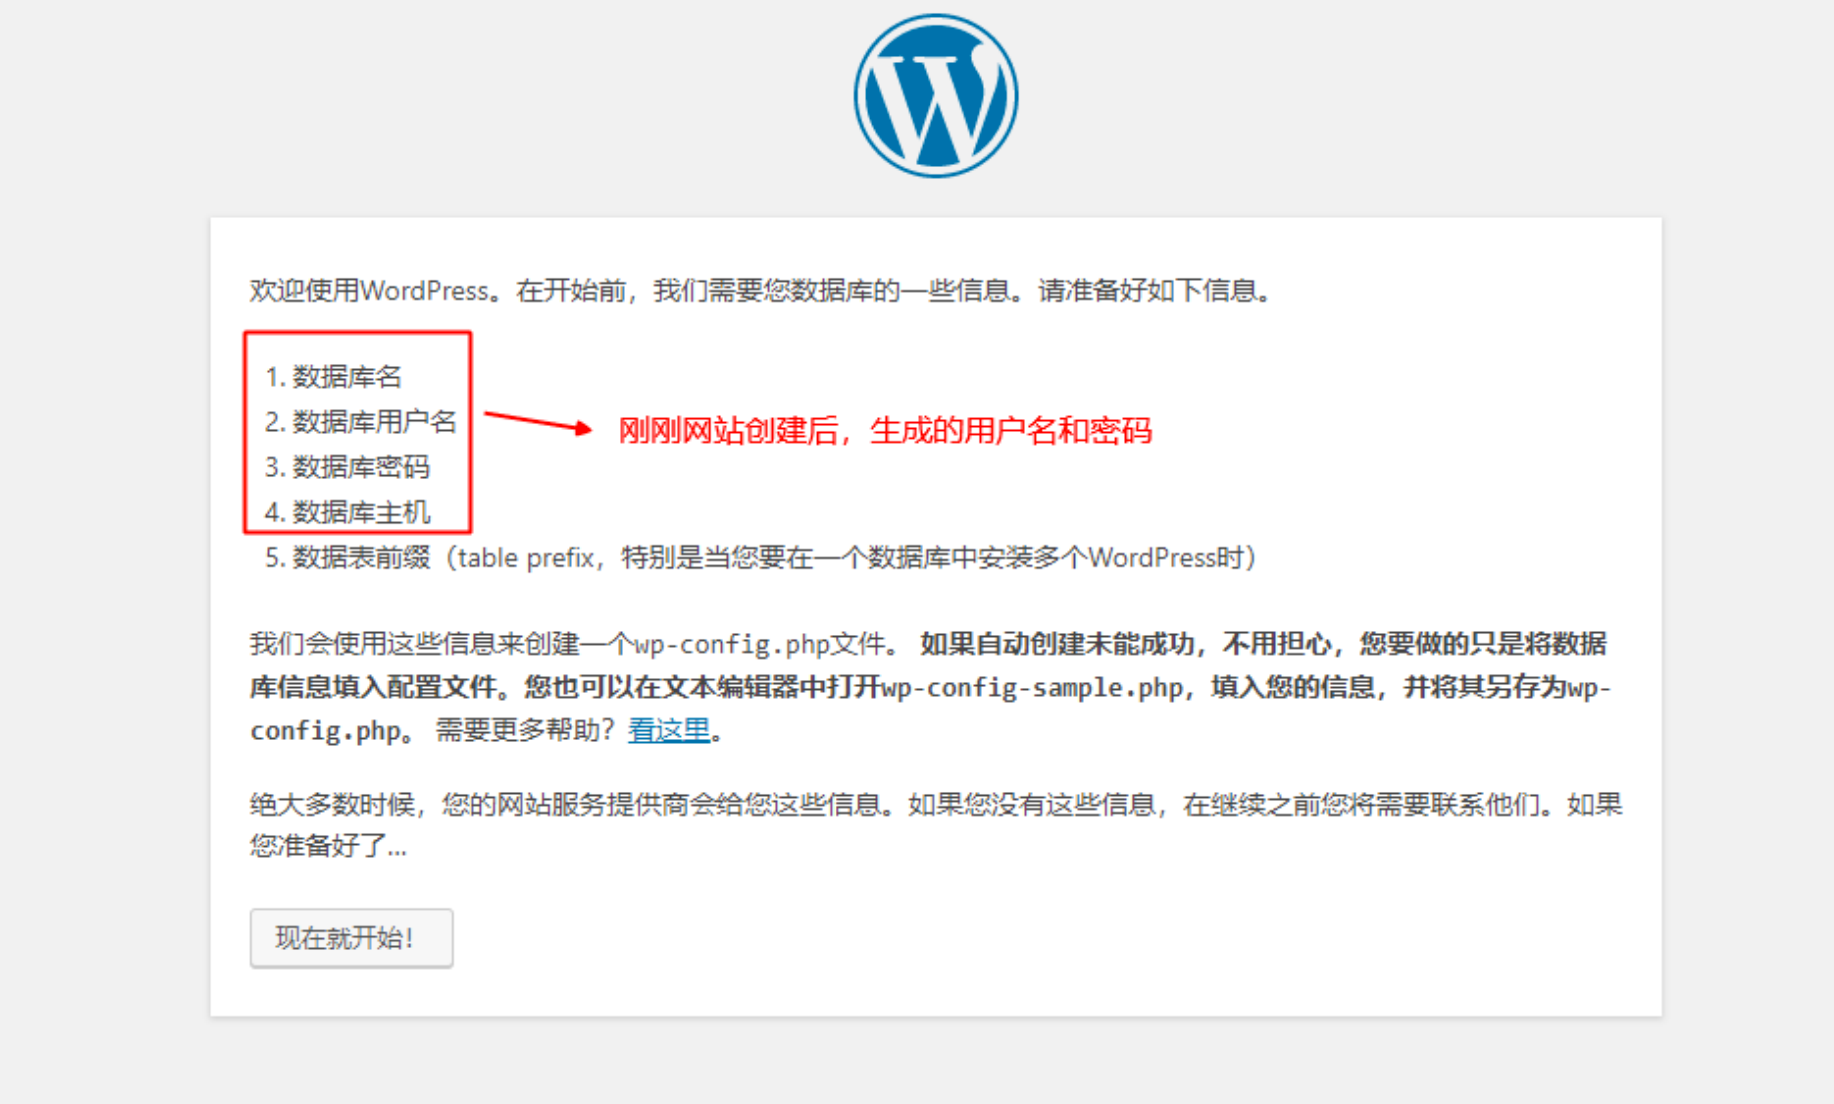 欢迎使用WordPress。在开始前，我们需要您数据库的一些信息。请准备好如下信息。
1. 数据库名
2. 数据库用户名
刚刚网站创建后，生成的用户名和密码
3. 数据库密码
4. 数据库主机
5. 数据表前缀（table prefix，特别是当您要在一个数据库中安装多个WordPress时）
我们会使用这些信息来创建一个wp-config.php文件。 如果自动创建未能成功，不用担心，您要做的只是将数据
库信息填入配置文件。您也可以在文本编辑器中打开wp-config-sample.php，填入您的信息，并将其另存为wp-
config.php。 需要更多帮助？看这里。
绝大多数时候，您的网站服务提供商会给您这些信息。如果您没有这些信息，在继续之前您将需要联系他们。如果
您准备好了…
现在就开始！